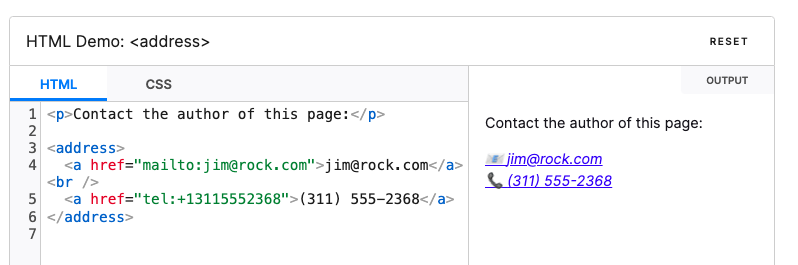 HTML Demo: <address>
RESET
HTML
CSS
OUTPUT
1 <p>Contact the author of this page:</p>
2
3 <address>
4   <a href="mailto:jim@rock.com">jim@rock.com</a>
<br />
5   <a href="tel:+13115552368">(311) 555-2368</a>
6 </address>
7
Contact the author of this page:
📧 jim@rock.com
📞 (311) 555-2368